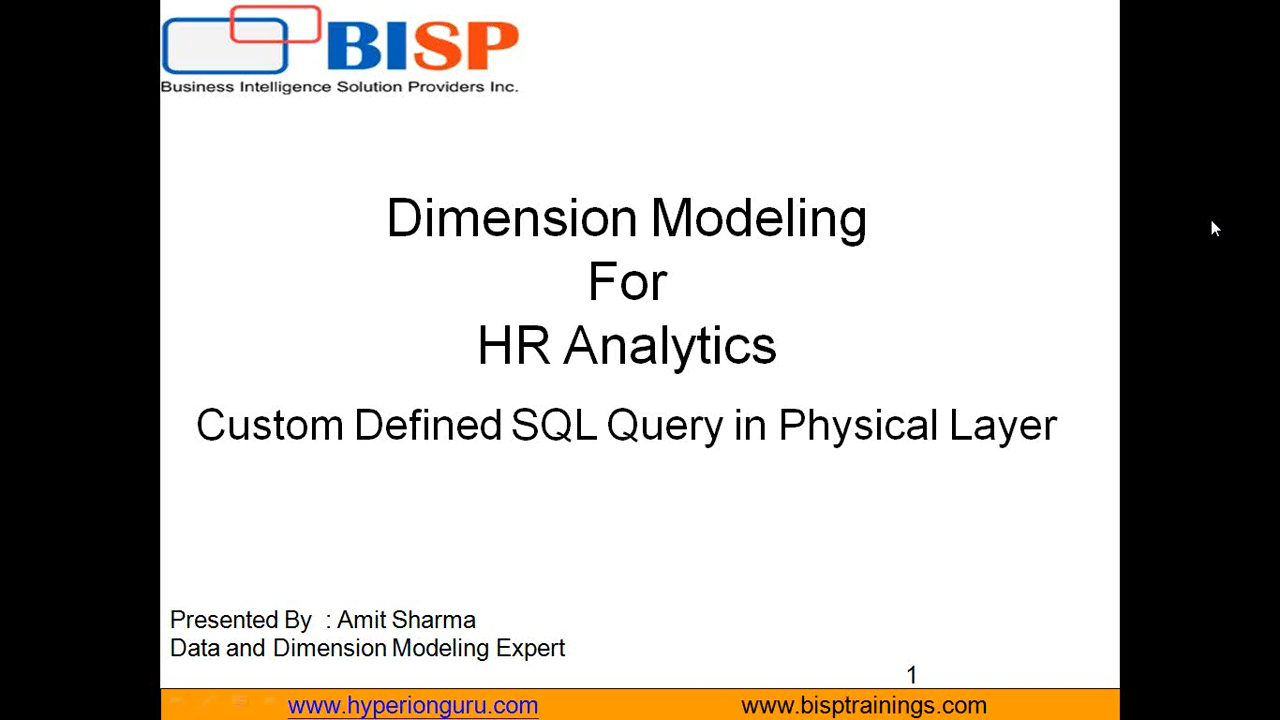 BISP
Business Intelligence Solution Providers Inc.
Dimension Modeling
For
HR Analytics
Custom Defined SQL Query in Physical Layer
Presented By : Amit Sharma
Data and Dimension Modeling Expert
1
www.hyperionguru.com www.bisptrainings.com